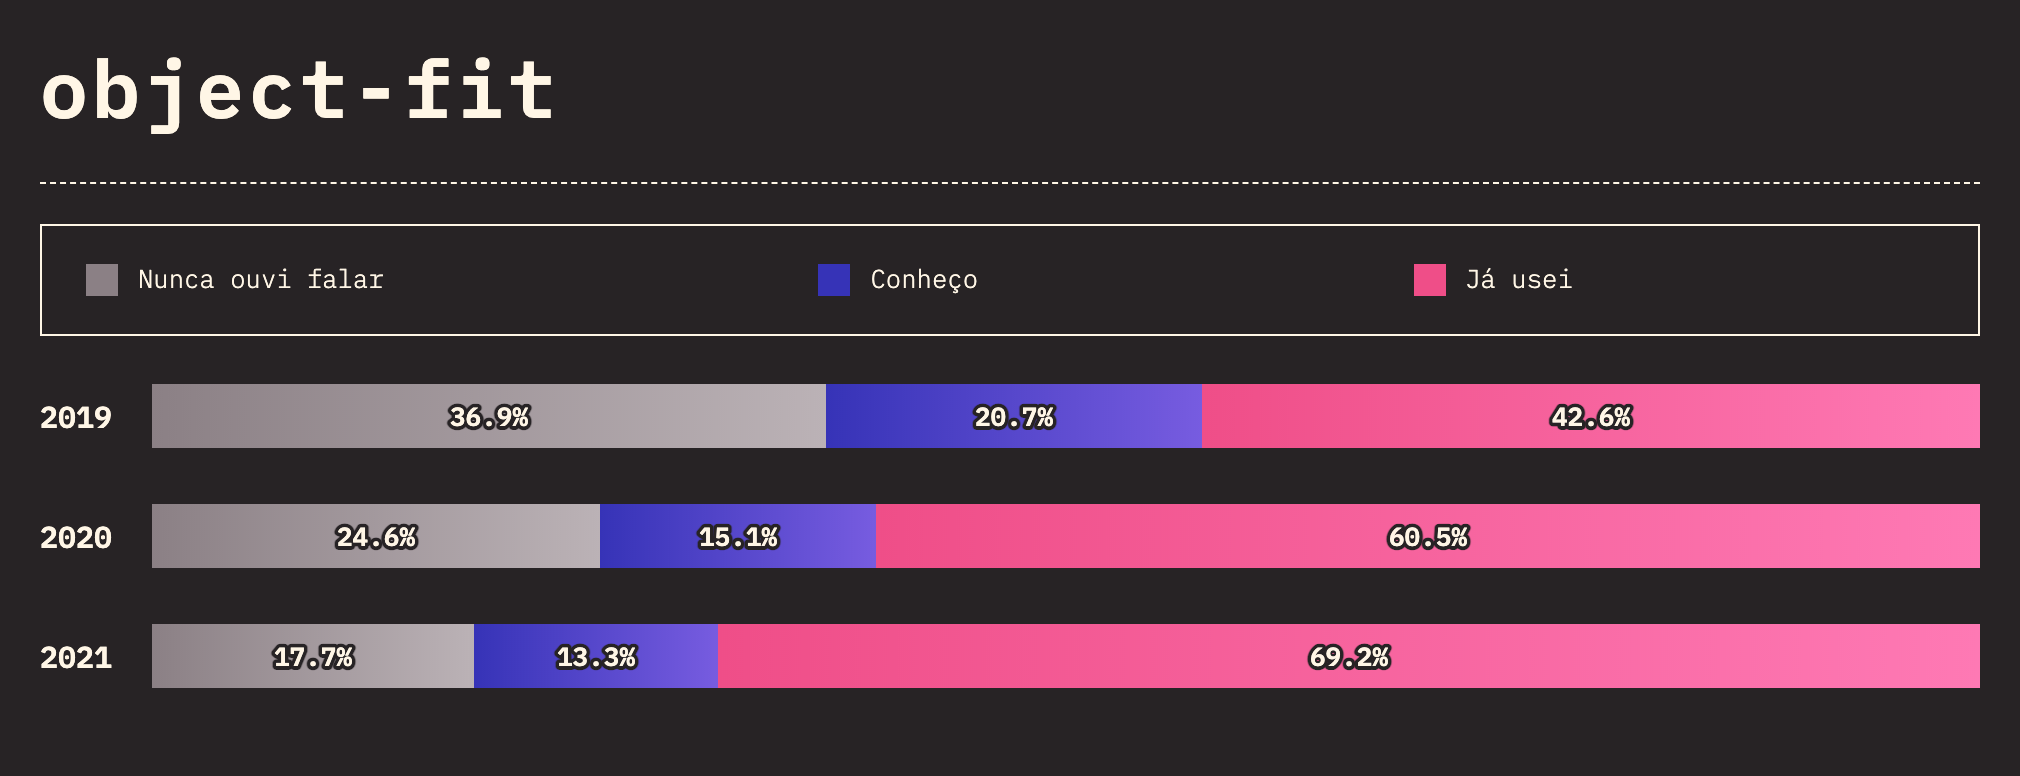 object-fit
Nunca ouvi falar Conheço Já usei
2019 36.9% 20.7% 42.6%
2020 24.6% 15.1% 60.5%
2021 17.7% 13.3% 69.2%